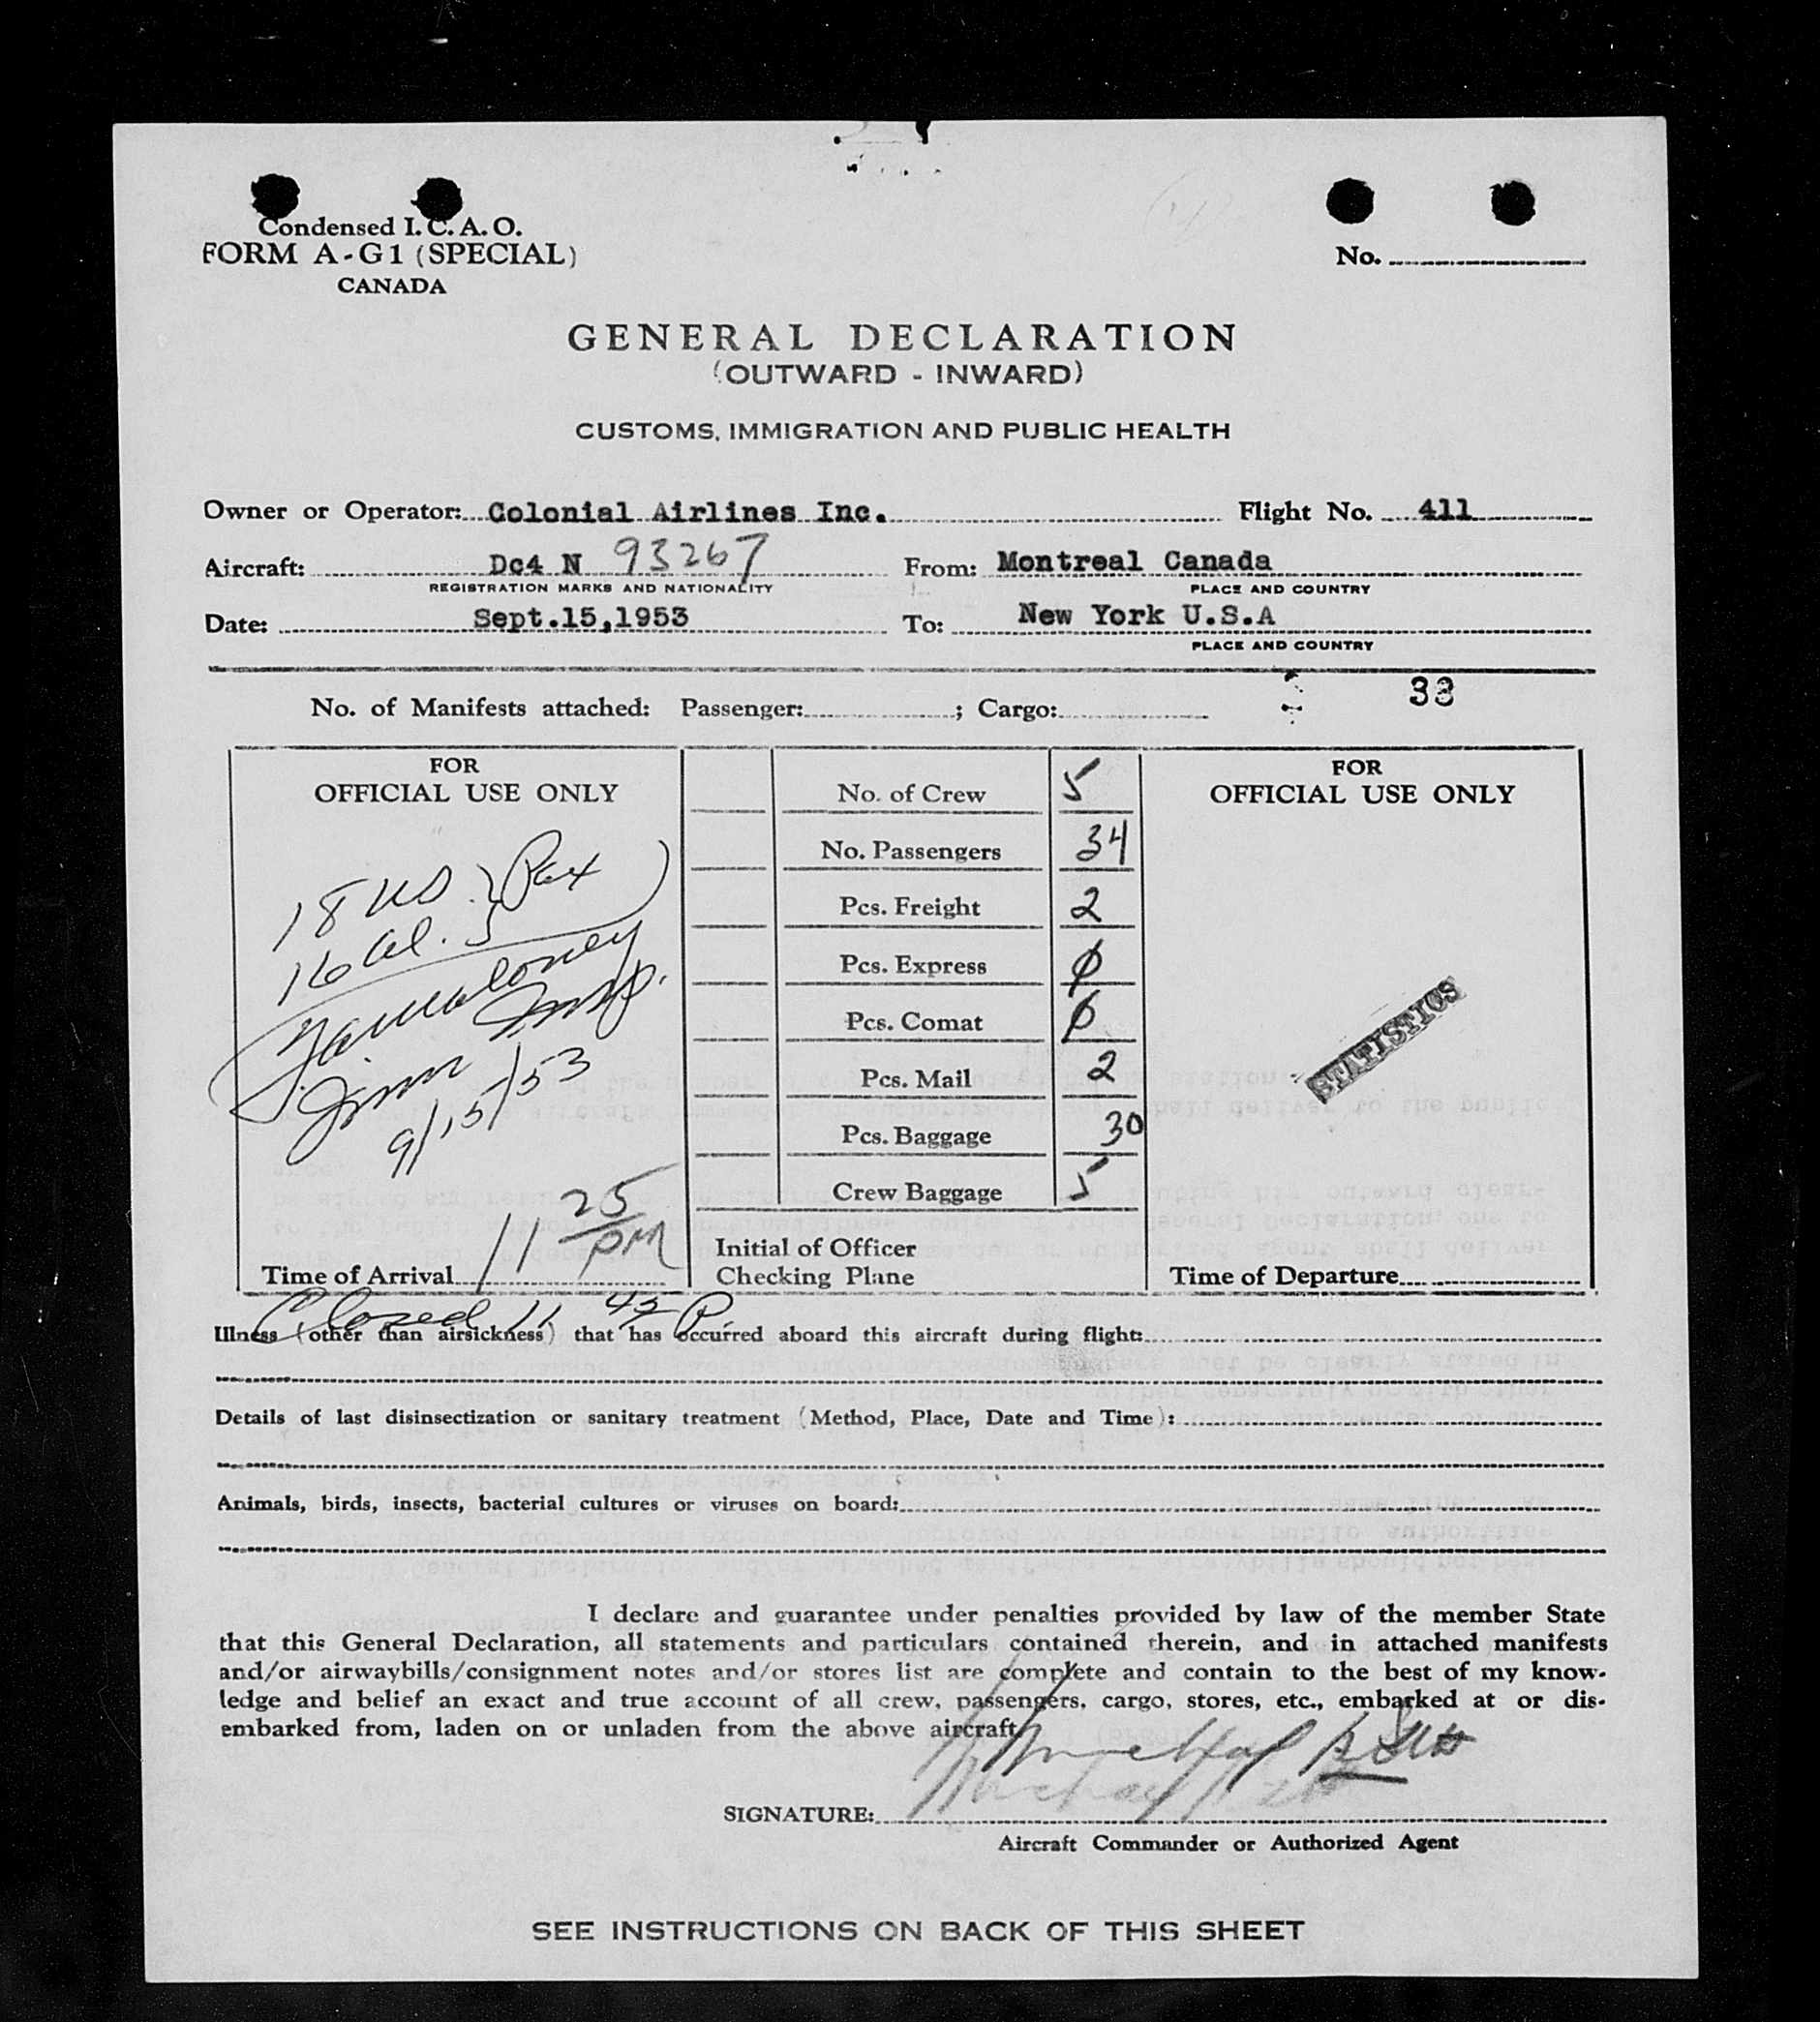 Condensed I. C. A. O.
FORM A-G1 (SPECIAL)
CANADA
No.
GENERAL DECLARATION
(OUTWARD - INWARD)
CUSTOMS, IMMIGRATION AND PUBLIC HEALTH
Owner or Operator: Colonial Airlines Inc. Flight No. 411
Aircraft: Dc4 N 93267 From: Montreal Canada
REGISTRATION MARKS AND NATIONALITY PLACE AND COUNTRY
Date: Sept.15,1953 To: New York U.S.A
PLACE AND COUNTRY
33
No. of Manifests attached: Passenger: ; Cargo:
FOR
OFFICIAL USE ONLY
18 US. } Pax
16 al.
Imm Insp.
9/15/53
11 25 PM
Time of Arrival
No. of Crew 5
No. Passengers 34
Pcs. Freight 2
Pcs. Express 0
Pcs. Comat 0
Pcs. Mail 2
Pcs. Baggage 30
Crew Baggage 5
Initial of Officer
Checking Plane
FOR
OFFICIAL USE ONLY
STATISTICS
Time of Departure
Closed 11 45 P.
Illness (other than airsickness) that has occurred aboard this aircraft during flight:
Details of last disinsectization or sanitary treatment (Method, Place, Date and Time):
Animals, birds, insects, bacterial cultures or viruses on board:
I declare and guarantee under penalties provided by law of the member State
that this General Declaration, all statements and particulars contained therein, and in attached manifests
and/or airwaybills/consignment notes and/or stores list are complete and contain to the best of my know-
ledge and belief an exact and true account of all crew, passengers, cargo, stores, etc., embarked at or dis-
embarked from, laden on or unladen from the above aircraft.
SIGNATURE:
Aircraft Commander or Authorized Agent
SEE INSTRUCTIONS ON BACK OF THIS SHEET